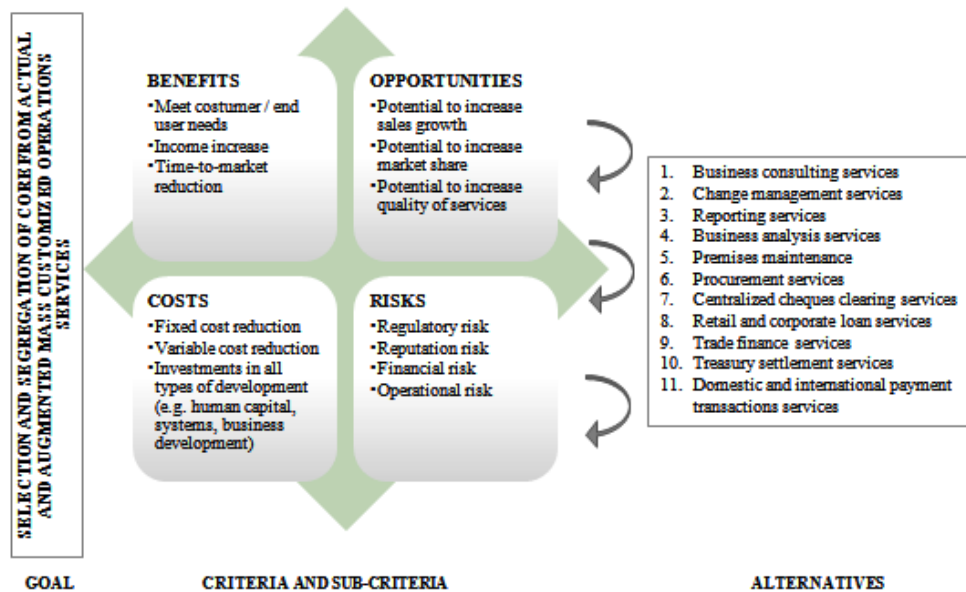 SELECTION AND SEGREGATION OF CORE FROM ACTUAL
AND AUGMENTED MASS CUSTOMIZED OPERATIONS
SERVICES
BENEFITS
•Meet costumer / end
user needs
•Income increase
•Time-to-market
reduction
OPPORTUNITIES
•Potential to increase
sales growth
•Potential to increase
market share
•Potential to increase
quality of services
COSTS
•Fixed cost reduction
•Variable cost reduction
•Investments in all
types of development
(e.g. human capital,
systems, business
development)
RISKS
•Regulatory risk
•Reputation risk
•Financial risk
•Operational risk
1. Business consulting services
2. Change management services
3. Reporting services
4. Business analysis services
5. Premises maintenance
6. Procurement services
7. Centralized cheques clearing services
8. Retail and corporate loan services
9. Trade finance services
10. Treasury settlement services
11. Domestic and international payment
transactions services
GOAL
CRITERIA AND SUB-CRITERIA
ALTERNATIVES